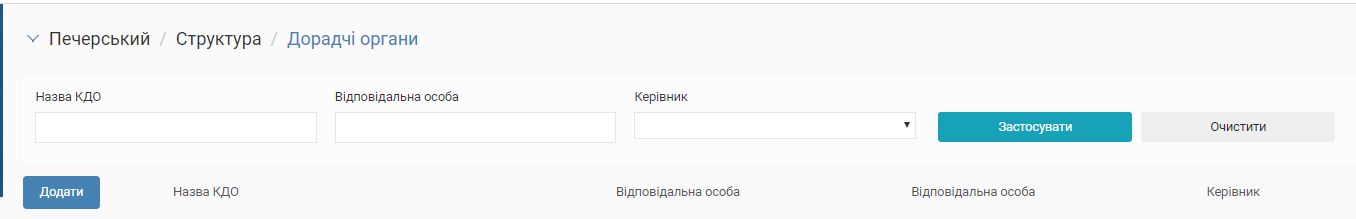 Печерський / Структура / Дорадчі органи
Назва КДО Відповідальна особа Керівник
Застосувати Очистити
Додати Назва КДО Відповідальна особа Відповідальна особа Керівник